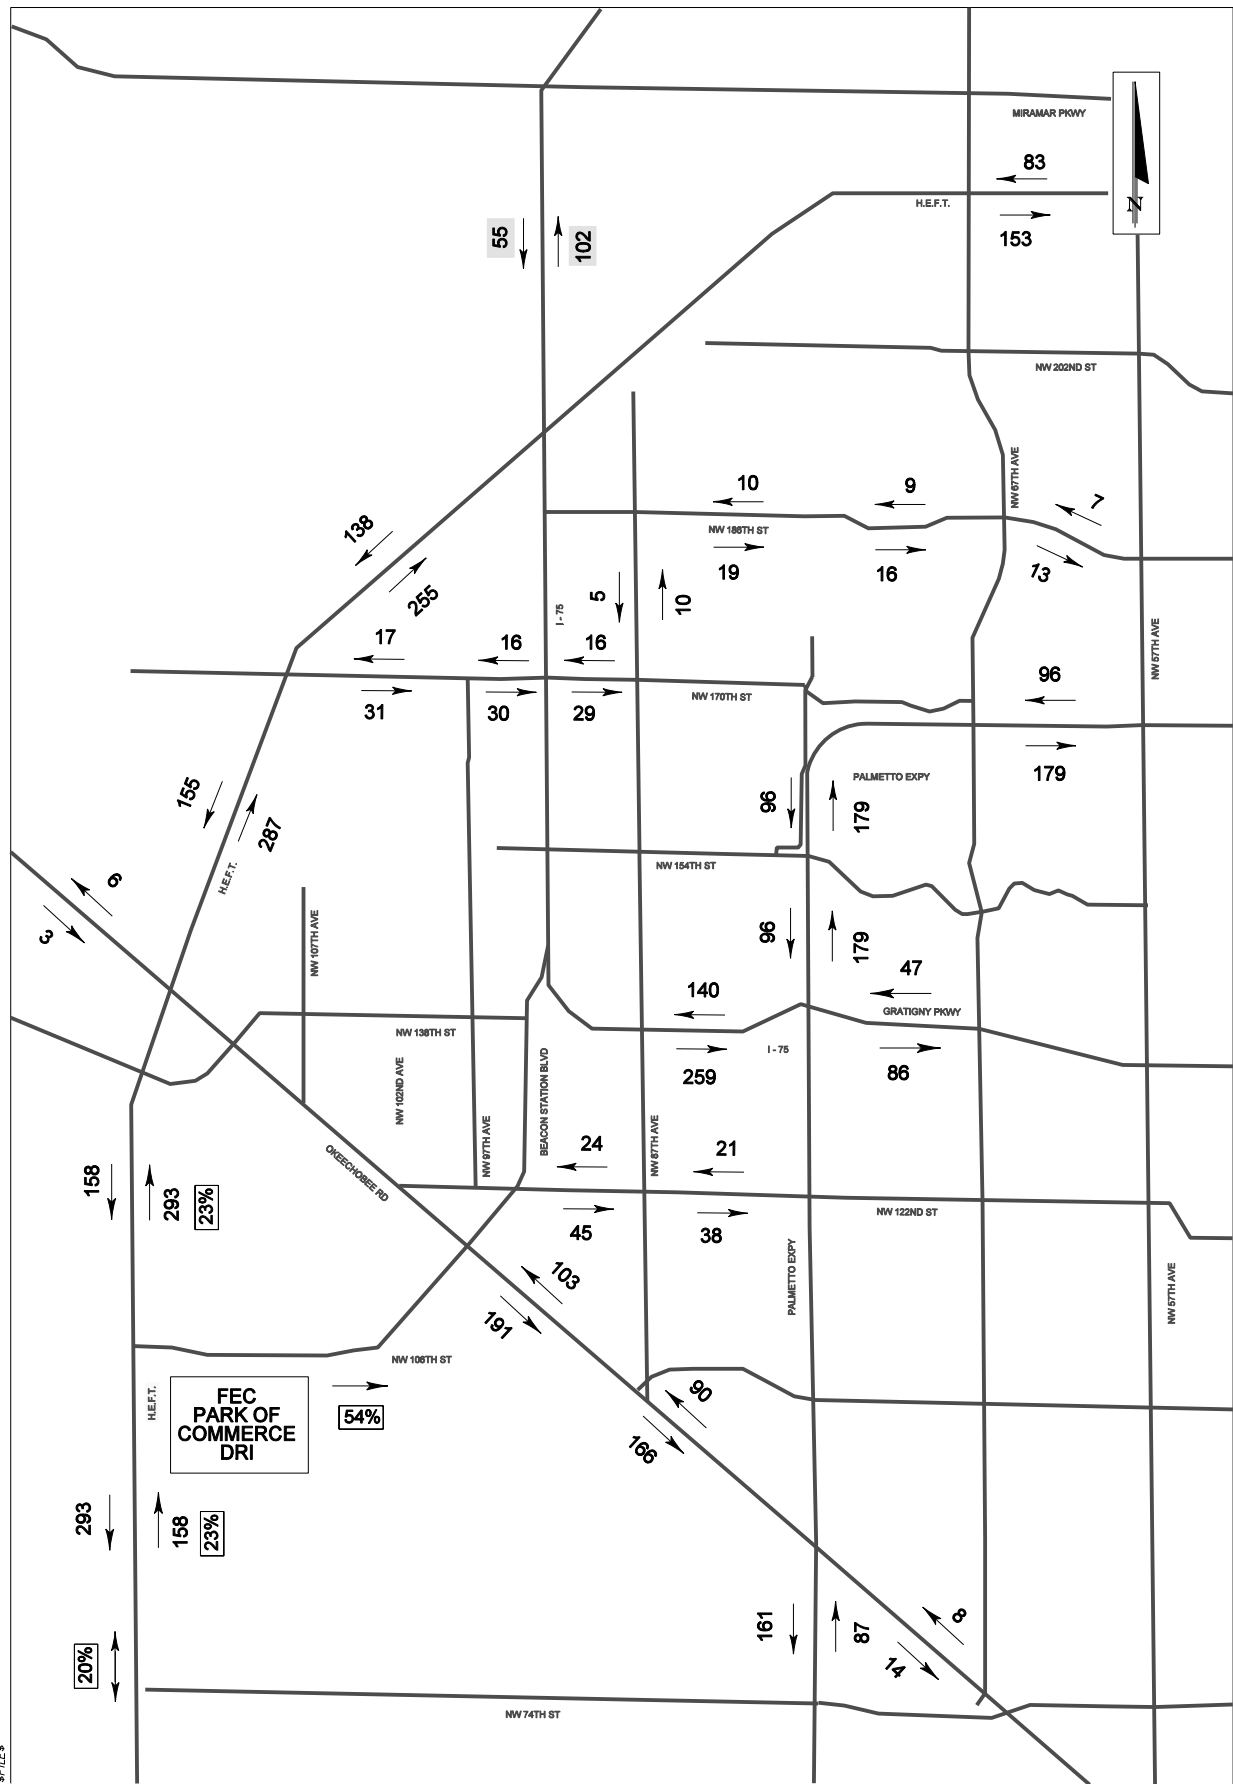 MIRAMAR PKWY
83
H.E.F.T.
153
N
55
102
NW 202ND ST
NW 67TH AVE
10
9
7
138
NW 186TH ST
19
16
13
255
5
10
I - 75
17
16
16
NW 57TH AVE
96
NW 170TH ST
31
30
29
179
155
287
PALMETTO EXPY
96
179
H.E.F.T.
NW 154TH ST
9
3
NW 107TH AVE
96
179
47
140
GRATIGNY PKWY
NW 138TH ST
I - 75
259
86
NW 102ND AVE
BEACON STATION BLVD
NW 97TH AVE
24
NW 87TH AVE
21
OKEECHOBEE RD
158
293
23%
45
38
NW 122ND ST
PALMETTO EXPY
103
191
NW 57TH AVE
NW 106TH ST
H.E.F.T.
FEC
PARK OF
COMMERCE
DRI
54%
90
166
293
158
23%
161
87
8
14
20%
NW 74TH ST
$FILE$